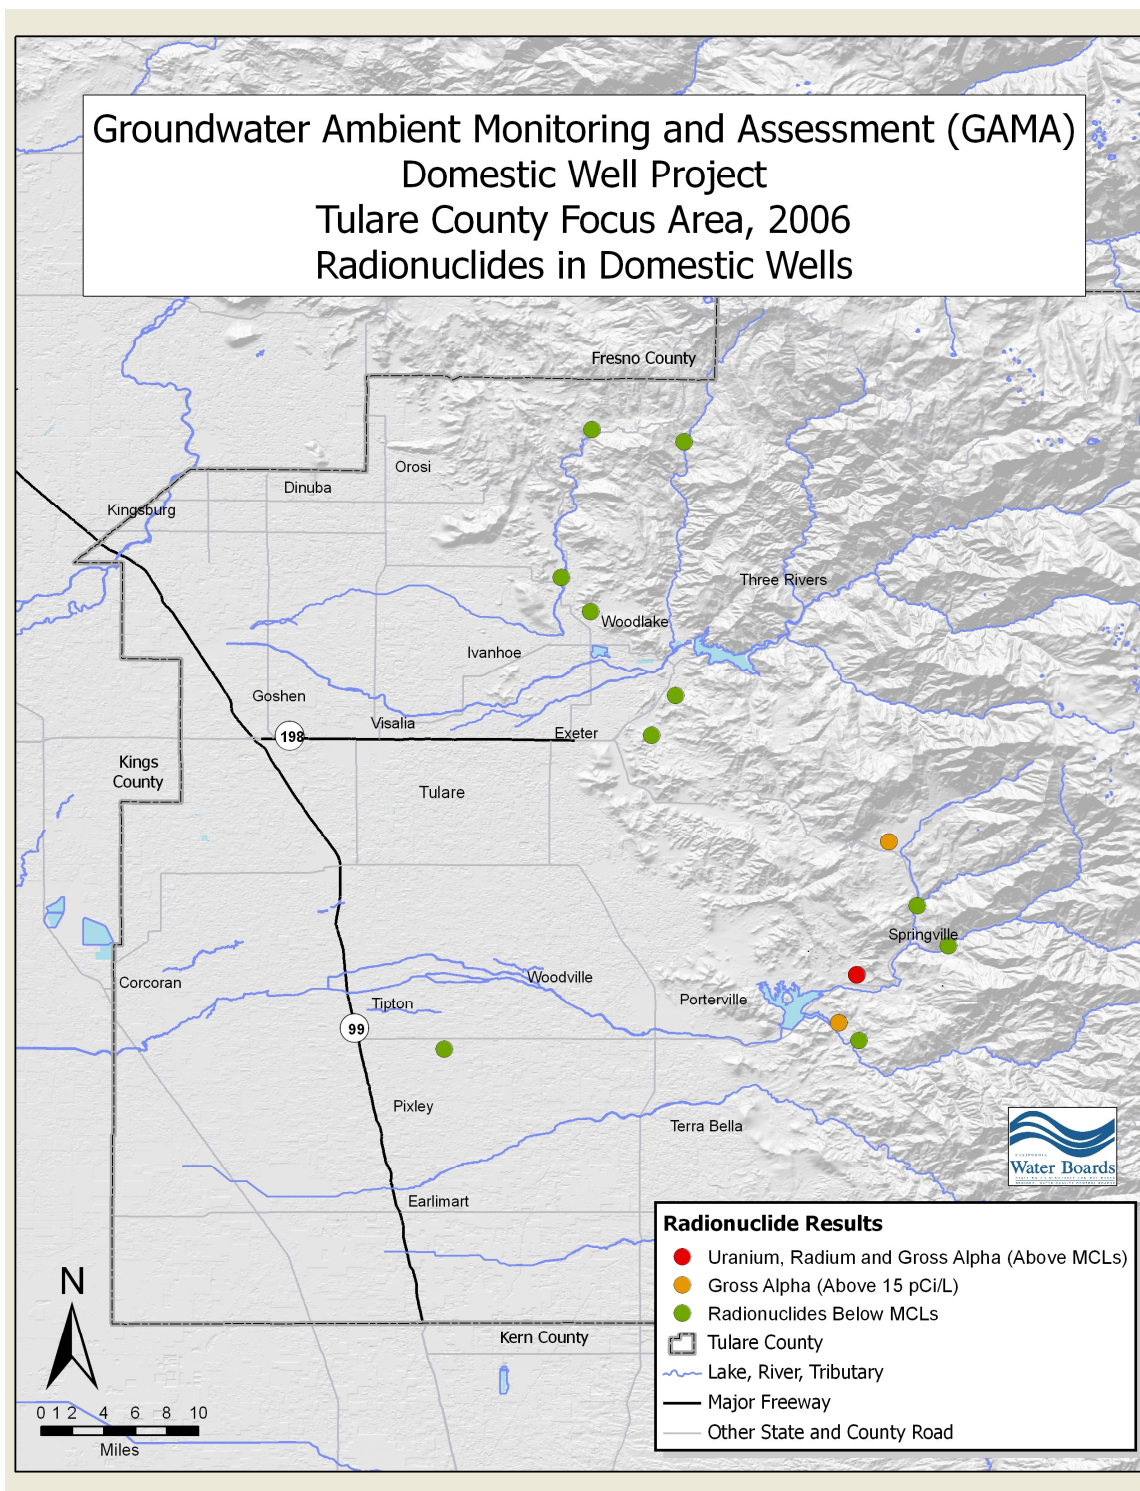 Groundwater Ambient Monitoring and Assessment (GAMA)
Domestic Well Project
Tulare County Focus Area, 2006
Radionuclides in Domestic Wells
Fresno County
Orosi
Dinuba
Kingsburg
Three Rivers
Woodlake
Ivanhoe
Goshen
Visalia
198
Exeter
Kings
County
Tulare
Springville
Woodville
Corcoran
Porterville
Tipton
99
Pixley
Terra Bella
CALIFORNIA
Water Boards
Earlimart
Radionuclide Results
Uranium, Radium and Gross Alpha (Above MCLs)
Gross Alpha (Above 15 pCi/L)
Radionuclides Below MCLs
Tulare County
Lake, River, Tributary
Major Freeway
Other State and County Road
N
Kern County
0 1 2 4 6 8 10
Miles